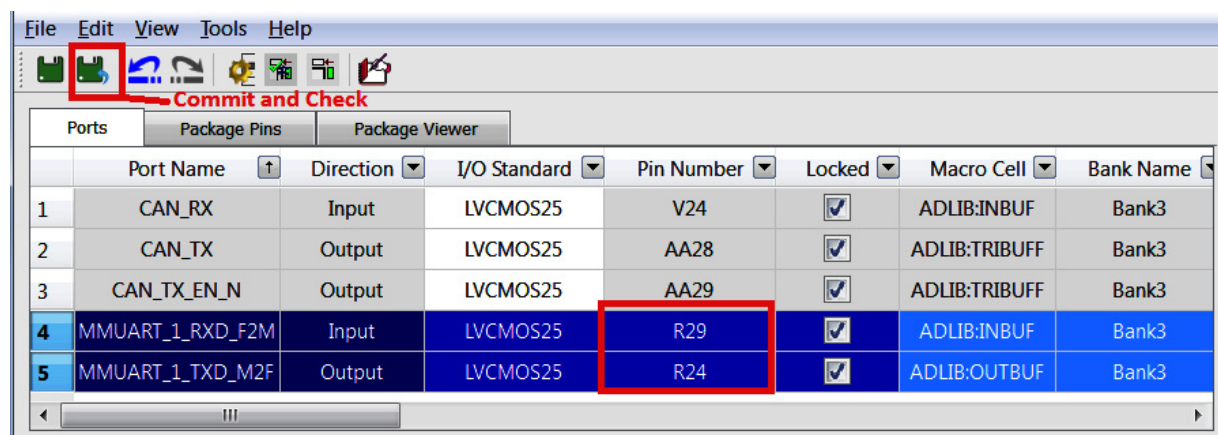 File Edit View Tools Help
Commit and Check
Ports Package Pins Package Viewer
Port Name Direction I/O Standard Pin Number Locked Macro Cell Bank Name
1 CAN_RX Input LVCMOS25 V24 ADLIB:INBUF Bank3
2 CAN_TX Output LVCMOS25 AA28 ADLIB:TRIBUFF Bank3
3 CAN_TX_EN_N Output LVCMOS25 AA29 ADLIB:TRIBUFF Bank3
4 MMUART_1_RXD_F2M Input LVCMOS25 R29 ADLIB:INBUF Bank3
5 MMUART_1_TXD_M2F Output LVCMOS25 R24 ADLIB:OUTBUF Bank3